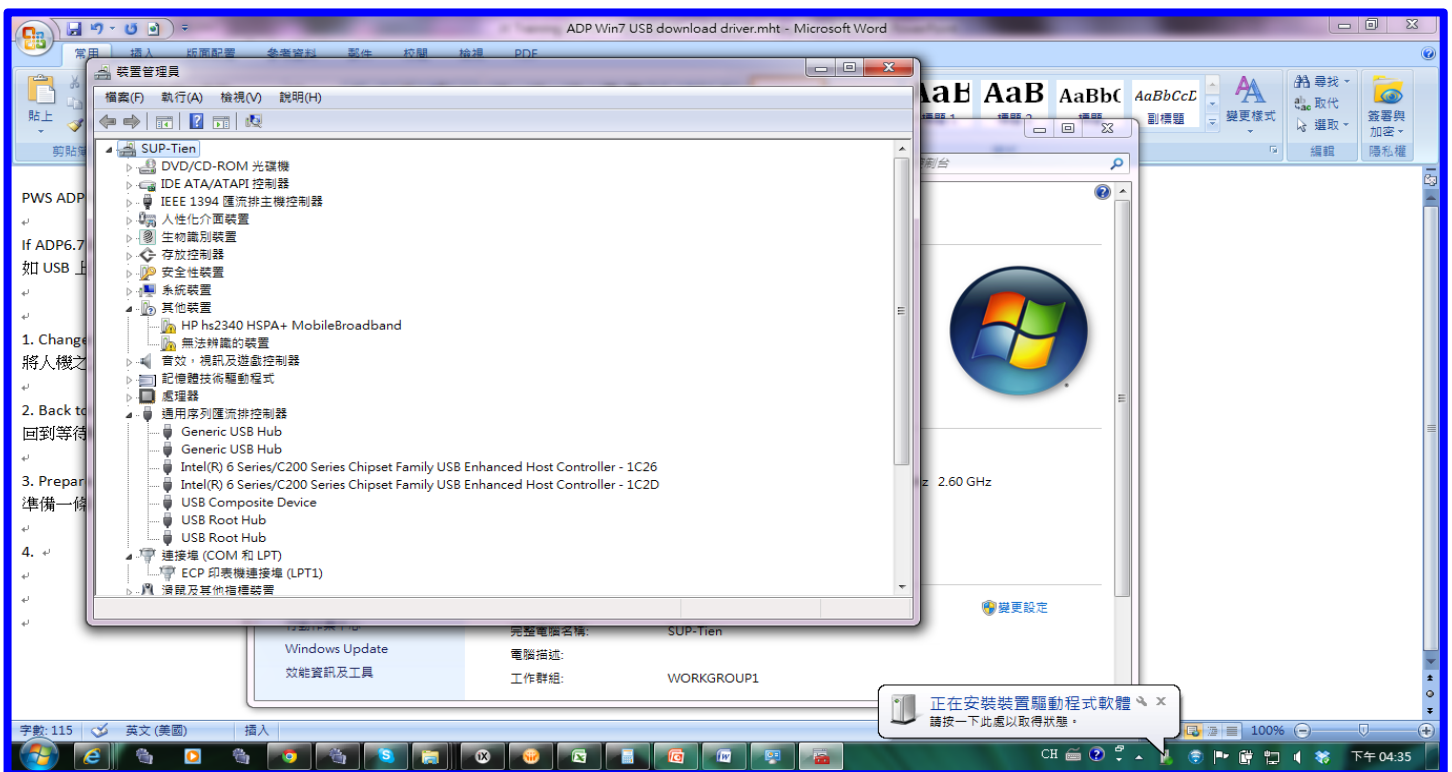 ADP Win7 USB download driver.mht - Microsoft Word
常用 插入 版面配置 參考資料 郵件 校閱 檢視 PDF
貼上
剪貼簿
AaB AaBbC AaBbCcD
副標題
變更樣式
尋找
取代
選取
編輯
簽署與
加密
隱私權
裝置管理員
檔案(F) 執行(A) 檢視(V) 說明(H)
SUP-Tien
DVD/CD-ROM 光碟機
IDE ATA/ATAPI 控制器
IEEE 1394 匯流排主機控制器
人性化介面裝置
生物識別裝置
存放控制器
安全性裝置
系統裝置
其他裝置
HP hs2340 HSPA+ MobileBroadband
無法辨識的裝置
音效，視訊及遊戲控制器
記憶體技術驅動程式
處理器
通用序列匯流排控制器
Generic USB Hub
Generic USB Hub
Intel(R) 6 Series/C200 Series Chipset Family USB Enhanced Host Controller - 1C26
Intel(R) 6 Series/C200 Series Chipset Family USB Enhanced Host Controller - 1C2D
USB Composite Device
USB Root Hub
USB Root Hub
連接埠 (COM 和 LPT)
ECP 印表機連接埠 (LPT1)
滑鼠及其他指標裝置
PWS ADP
If ADP6.7
如 USB 上
1. Change
將人機之
2. Back to
回到等待
3. Prepar
準備一條
4.
z 2.60 GHz
變更設定
Windows Update
效能資訊及工具
完整電腦名稱: SUP-Tien
電腦描述:
工作群組: WORKGROUP1
正在安裝裝置驅動程式軟體
請按一下此處以取得狀態。
字數: 115 英文 (美國) 插入 100%
CH 下午 04:35